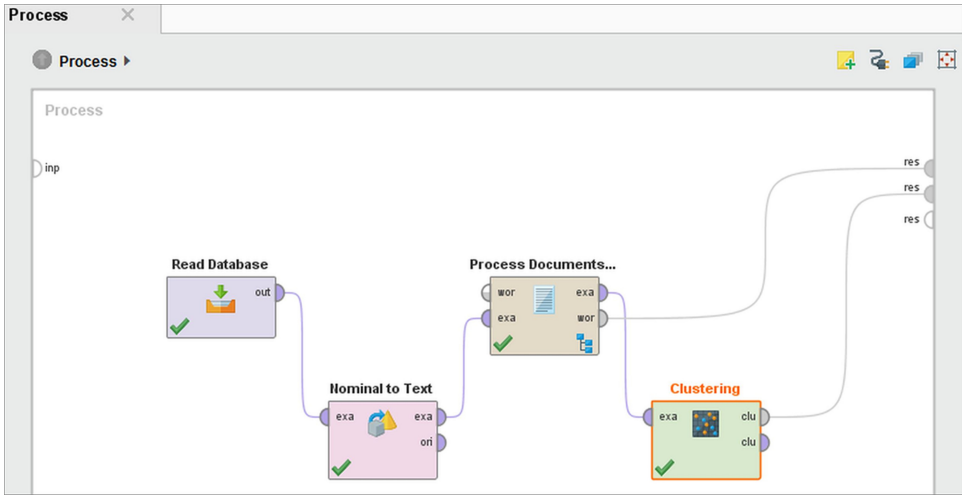 Process
Process
Process
inp
res
res
res
Read Database
out
Process Documents...
wor
exa
exa
wor
Nominal to Text
exa
exa
ori
Clustering
exa
clu
clu